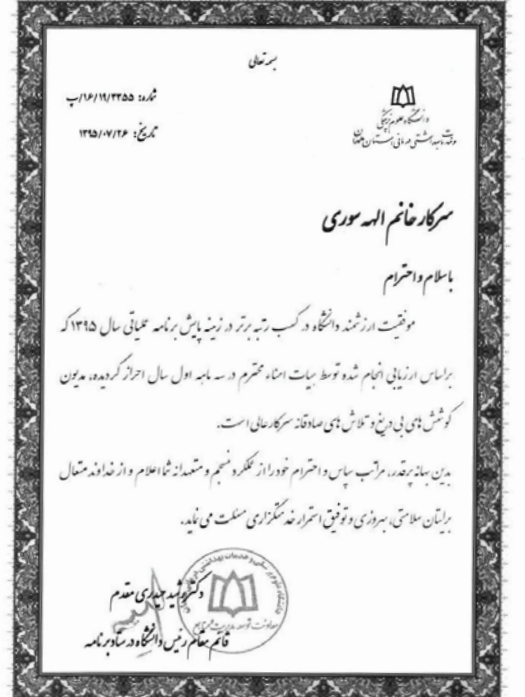 بسمه تعالی
شماره: ۱۶/۱۹/۳۳۵۵/پ
تاریخ: ۱۳۹۵/۰۷/۲۶
دانشگاه علوم پزشکی
و خدمات بهداشتی درمانی استان همدان
سرکار خانم الهه سوری
باسلام و احترام
موفقیت ارزشمند دانشگاه در کسب رتبه برتر در زمینه پایش برنامه عملیاتی سال ۱۳۹۵ که
براساس ارزیابی انجام شده توسط هیات امناء محترم در سه ماهه اول سال احراز گردیده، مدیون
کوشش های بی دریغ و تلاش های صادقانه سرکارعالی است.
بدین بهانه پرقدر، مراتب سپاس و احترام خود را از عملکرد منسجم و متعهدانه شما اعلام و از خداوند متعال
برایتان سلامتی، بهروزی و توفیق استمرار خدمتگزاری مسئلت می نماید.
دکتر رشید حیدری مقدم
قائم مقام رئیس دانشگاه در ستاد برنامه
معاونت توسعه مدیریت و منابع